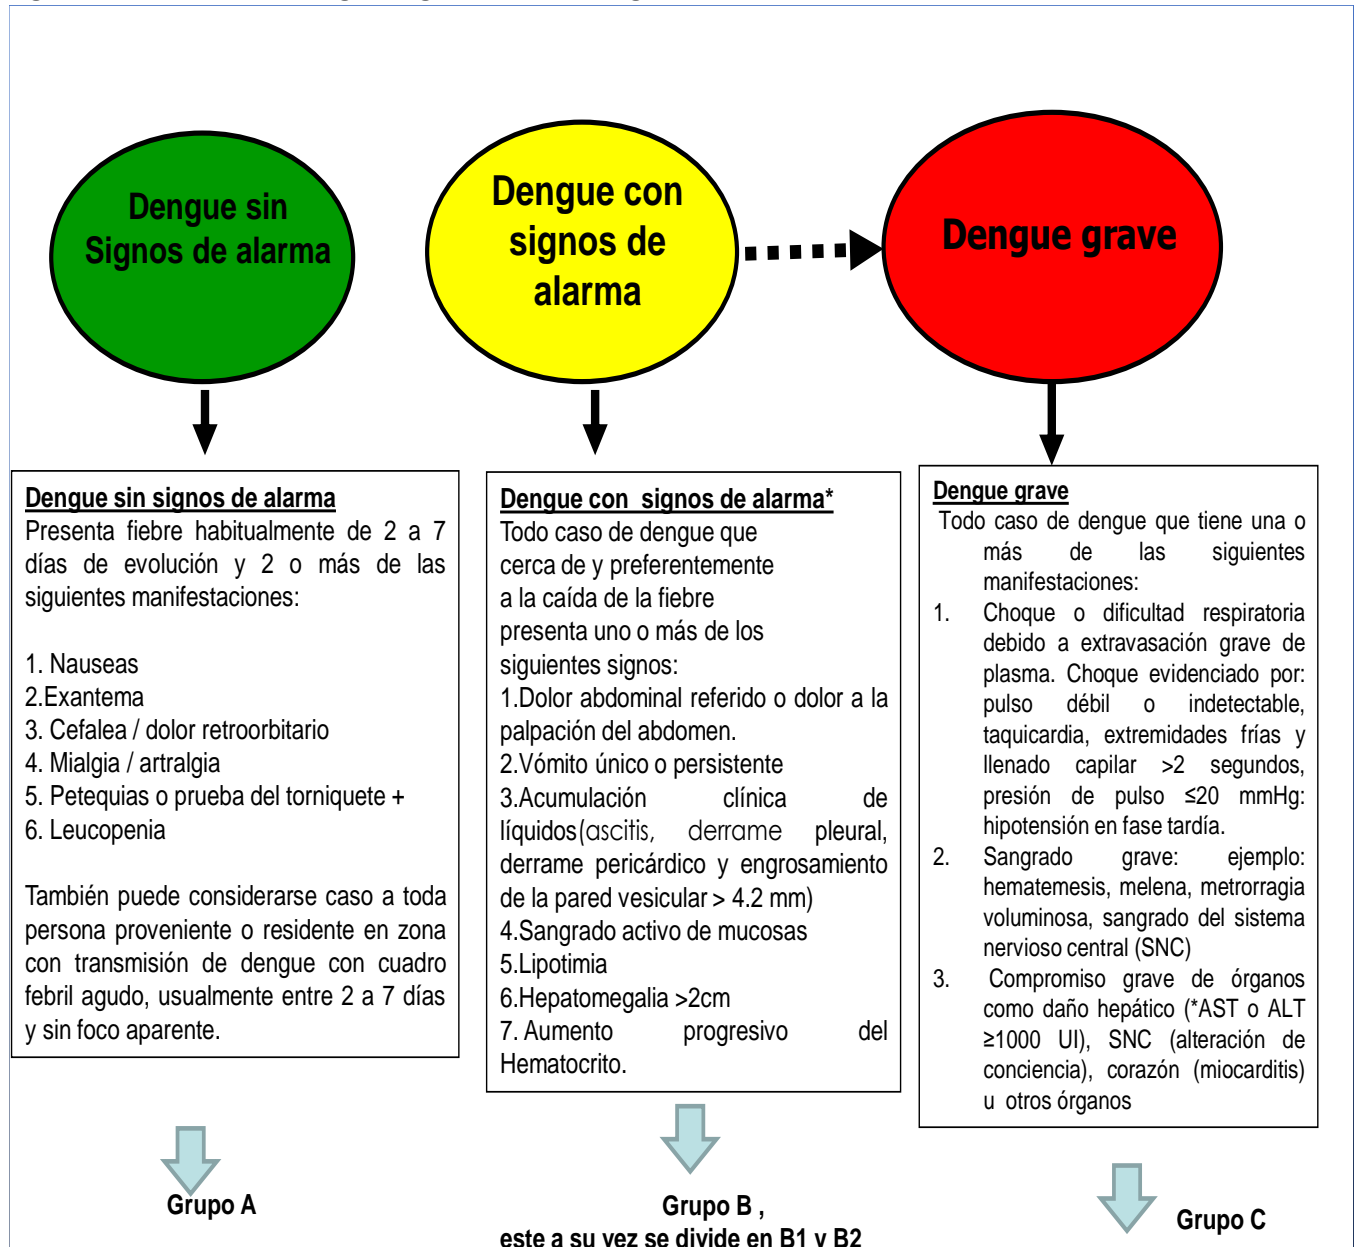 Dengue sin
Signos de alarma
Dengue con
signos de
alarma
Dengue grave
Dengue sin signos de alarma
Presenta fiebre habitualmente de 2 a 7
días de evolución y 2 o más de las
siguientes manifestaciones:
1. Nauseas
2.Exantema
3. Cefalea / dolor retroorbitario
4. Mialgia / artralgia
5. Petequias o prueba del torniquete +
6. Leucopenia
También puede considerarse caso a toda
persona proveniente o residente en zona
con transmisión de dengue con cuadro
febril agudo, usualmente entre 2 a 7 días
y sin foco aparente.
Grupo A
Dengue con signos de alarma*
Todo caso de dengue que
cerca de y preferentemente
a la caída de la fiebre
presenta uno o más de los
siguientes signos:
1.Dolor abdominal referido o dolor a la
palpación del abdomen.
2.Vómito único o persistente
3.Acumulación clínica de
líquidos(ascitis, derrame pleural,
derrame pericárdico y engrosamiento
de la pared vesicular > 4.2 mm)
4.Sangrado activo de mucosas
5.Lipotimia
6.Hepatomegalia >2cm
7. Aumento progresivo del
Hematocrito.
Grupo B ,
este a su vez se divide en B1 y B2
Dengue grave
Todo caso de dengue que tiene una o
más de las siguientes
manifestaciones:
1. Choque o dificultad respiratoria
debido a extravasación grave de
plasma. Choque evidenciado por:
pulso débil o indetectable,
taquicardia, extremidades frías y
llenado capilar >2 segundos,
presión de pulso ≤20 mmHg:
hipotensión en fase tardía.
2. Sangrado grave: ejemplo:
hematemesis, melena, metrorragia
voluminosa, sangrado del sistema
nervioso central (SNC)
3. Compromiso grave de órganos
como daño hepático (*AST o ALT
≥1000 UI), SNC (alteración de
conciencia), corazón (miocarditis)
u otros órganos
Grupo C